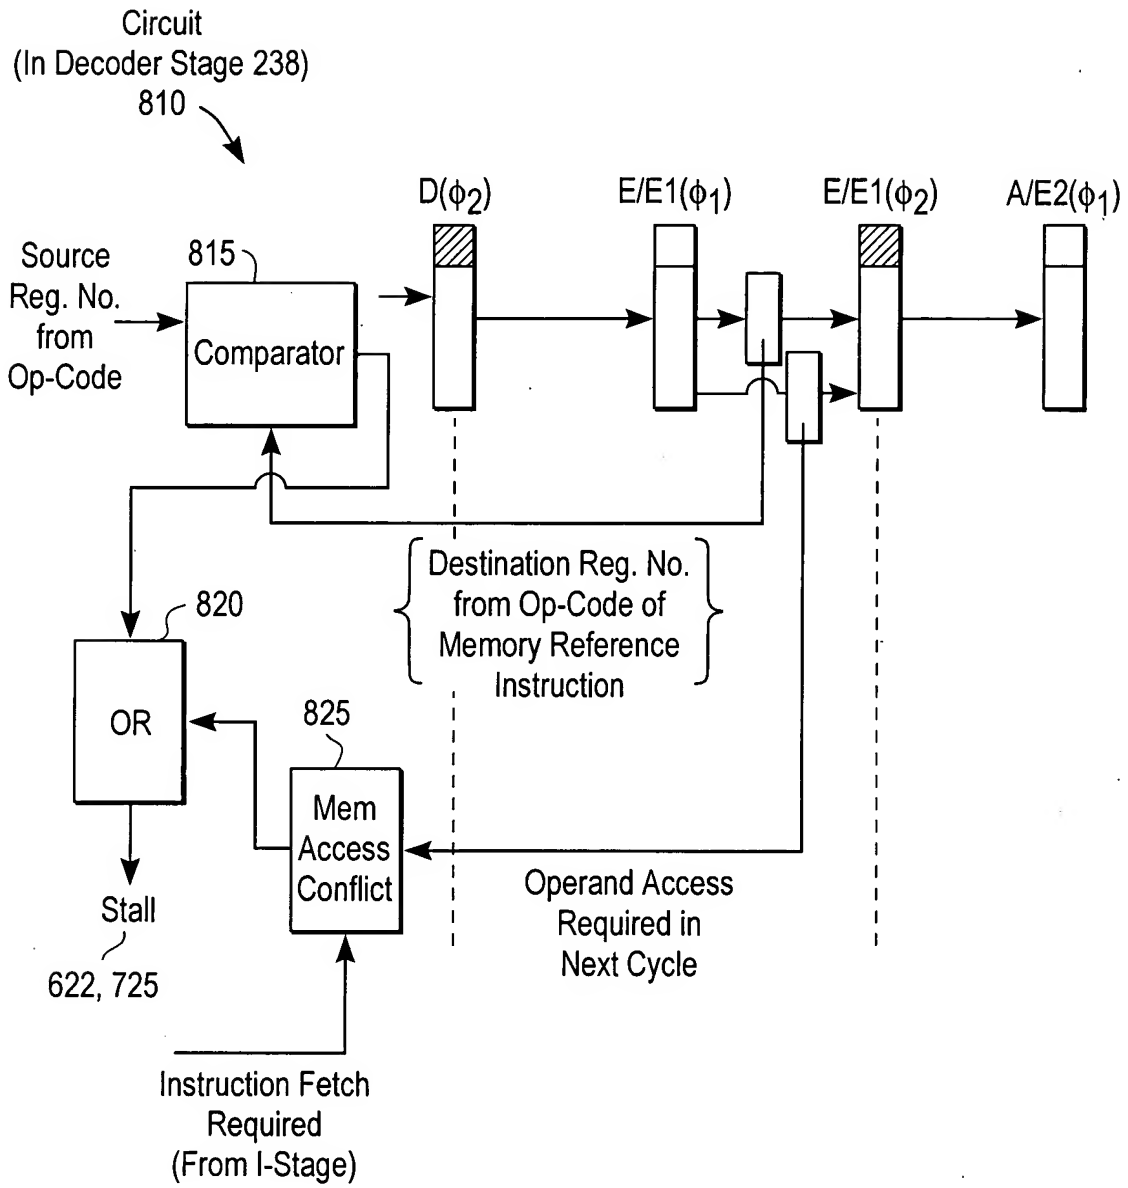 Circuit
(In Decoder Stage 238)
810
D(ϕ2)
E/E1(ϕ1)
E/E1(ϕ2)
A/E2(ϕ1)
Source
Reg. No.
from
Op-Code
815
Comparator
Destination Reg. No.
from Op-Code of
Memory Reference
Instruction
820
OR
825
Mem
Access
Conflict
Stall
622, 725
Operand Access
Required in
Next Cycle
Instruction Fetch
Required
(From I-Stage)